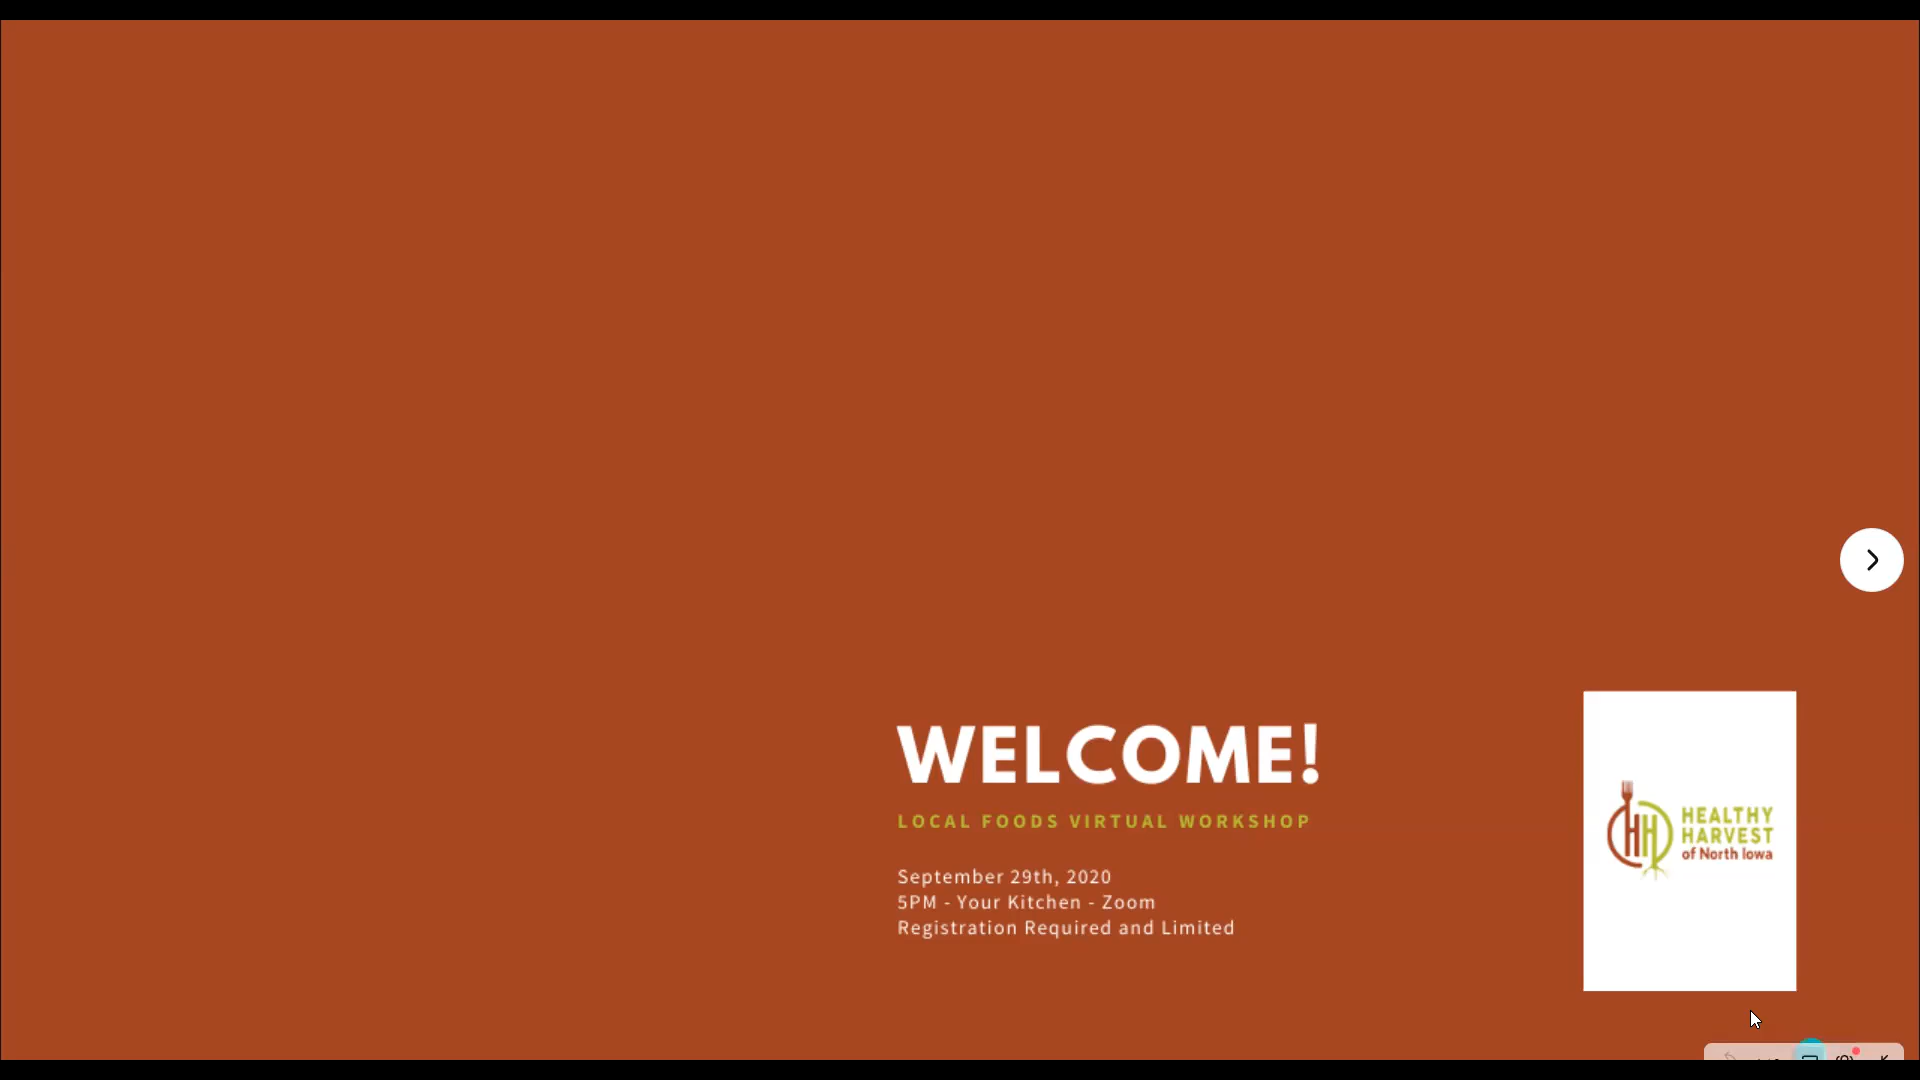 WELCOME!
LOCAL FOODS VIRTUAL WORKSHOP
September 29th, 2020
5PM - Your Kitchen - Zoom
Registration Required and Limited
HH
HEALTHY
HARVEST
of North Iowa